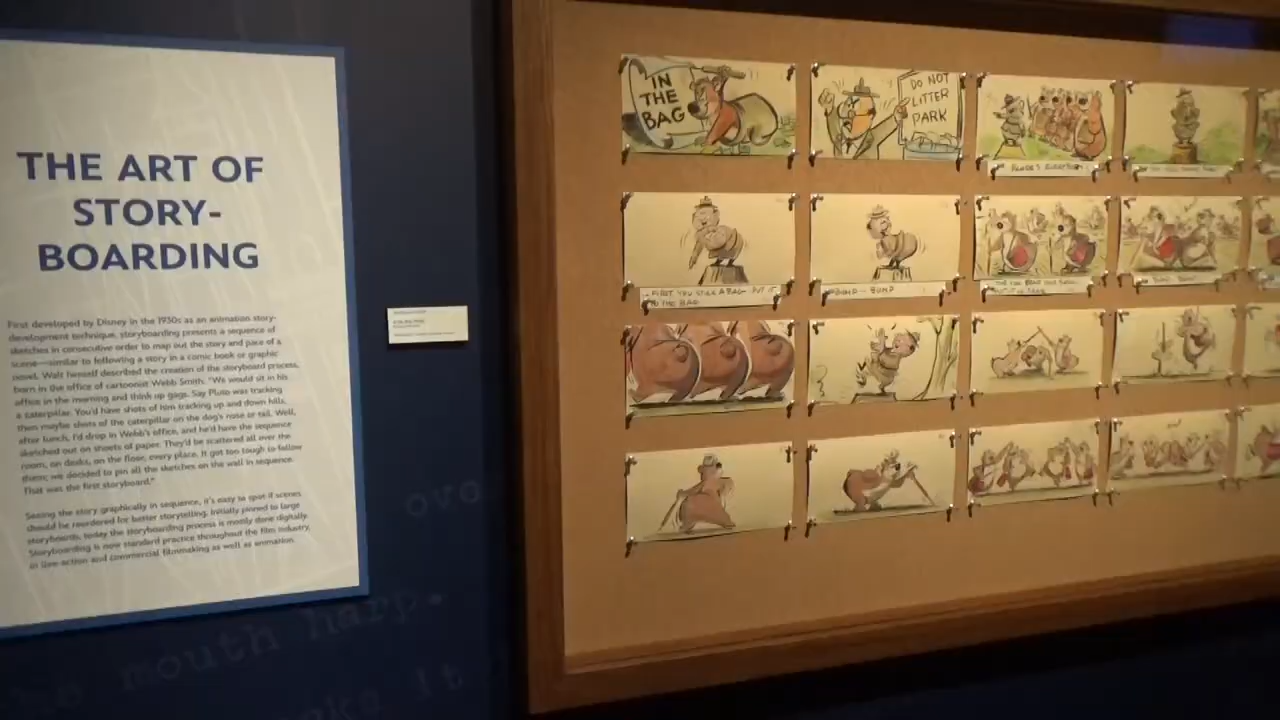 THE ART OF
STORY-
BOARDING
First developed by Disney in the 1930s as an animation story-
development technique, storyboarding presents a sequence of
sketches in consecutive order to map out the story and pace of a
scene—similar to following a story in a comic book or graphic
novel. Walt himself described the creation of the storyboard process,
born in the office of cartoonist Webb Smith. "We would sit in his
office in the morning and think up gags. Say Pluto was tracking
a caterpillar. You'd have shots of him tracking up and down hills,
then maybe shots of the caterpillar on the dog's nose or tail. Well,
after lunch, I'd drop in Webb's office, and he'd have the sequence
sketched out on sheets of paper. They'd be scattered all over the
room, on desks, on the floor, every place. It got too tough to follow
them; we decided to pin all the sketches on the wall in sequence.
That was the first storyboard."
Seeing the story graphically in sequence, it's easy to spot if scenes
should be reordered for better storytelling. Initially pinned to large
storyboards, today the storyboarding process is mostly done digitally.
Storyboarding is now standard practice throughout the film industry,
in live-action and commercial filmmaking as well as animation.
IN
THE
BAG
DO NOT
LITTER
PARK
FIRST YOU STICK A BAG PUT IT
IN THE BAG
BUMP - BUMP
mouth harp.